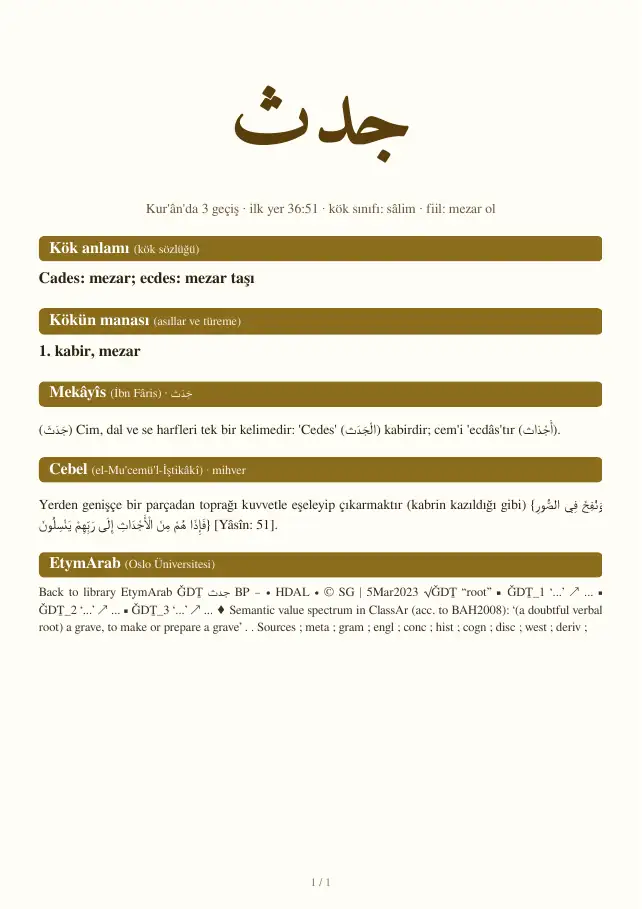 جدث
Kur'ân'da 3 geçiş · ilk yer 36:51 · kök sınıfı: sâlim · fiil: mezar ol
Kök anlamı (kök sözlüğü)
Cades: mezar; ecdes: mezar taşı
Kökün manası (asıllar ve türeme)
1. kabir, mezar
Mekâyîs (İbn Fâris) · جَدَثَ
(جَدَثَ) Cim, dal ve se harfleri tek bir kelimedir: 'Cedes' (الْجَدَث) kabirdir; cem'i 'ecdâs'tır (أَجْدَاث).
Cebel (el-Mu'cemü'l-İştikâkî) · mihver
Yerden genişçe bir parçadan toprağı kuvvetle eşeleyip çıkarmaktır (kabrin kazıldığı gibi) {وَنُفِخَ فِي الصُّورِ
فَإِذَا هُمْ مِنَ الْأَجْدَاثِ إِلَى رَبِّهِمْ يَنْسِلُونَ} [Yâsîn: 51].
EtymArab (Oslo Üniversitesi)
Back to library EtymArab ǦDṮ جدث BP – • HDAL • © SG | 5Mar2023 √ǦDṮ “root” ▪ ǦDṮ_1 ‘...’ ↗ ... ▪
ǦDṮ_2 ‘...’ ↗ ... ▪ ǦDṮ_3 ‘...’ ↗ ... ♦ Semantic value spectrum in ClassAr (acc. to BAH2008): ‘(a doubtful verbal
root) a grave, to make or prepare a grave’ . . Sources ; meta ; gram ; engl ; conc ; hist ; cogn ; disc ; west ; deriv ;
1 / 1